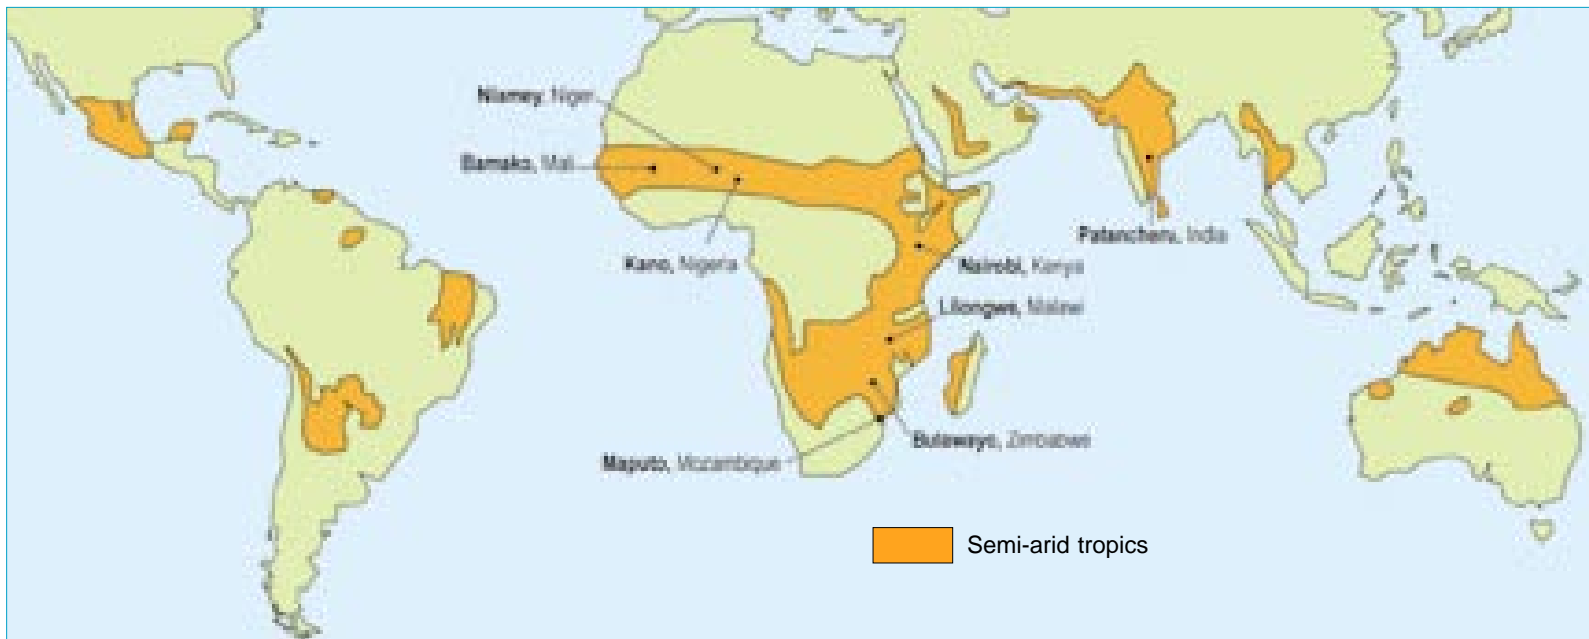 Niamey, Niger
Bamako, Mali
Kano, Nigeria
Patancheru, India
Nairobi, Kenya
Lilongwe, Malawi
Bulawayo, Zimbabwe
Maputo, Mozambique
Semi-arid tropics